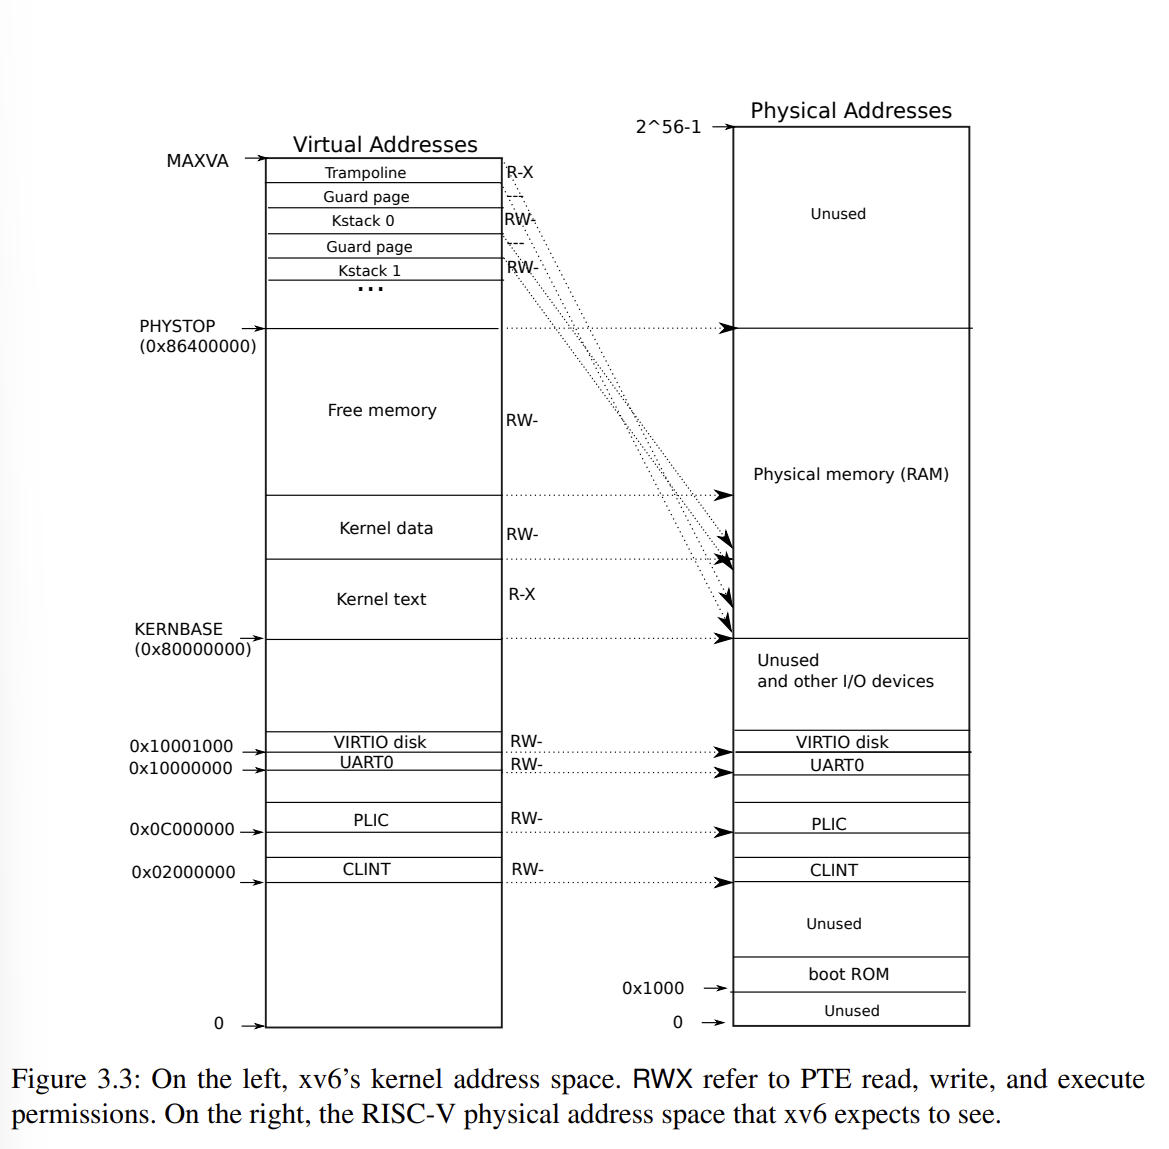 Physical Addresses
2^56-1
Virtual Addresses
MAXVA
Trampoline
R-X
Guard page
---
Kstack 0
RW-
Guard page
---
Kstack 1
RW-
...
Unused
PHYSTOP
(0x86400000)
Free memory
RW-
Physical memory (RAM)
Kernel data
RW-
Kernel text
R-X
KERNBASE
(0x80000000)
Unused
and other I/O devices
0x10001000
VIRTIO disk
RW-
VIRTIO disk
0x10000000
UART0
RW-
UART0
0x0C000000
PLIC
RW-
PLIC
0x02000000
CLINT
RW-
CLINT
Unused
boot ROM
0x1000
Unused
0
0
Figure 3.3: On the left, xv6’s kernel address space. RWX refer to PTE read, write, and execute
permissions. On the right, the RISC-V physical address space that xv6 expects to see.